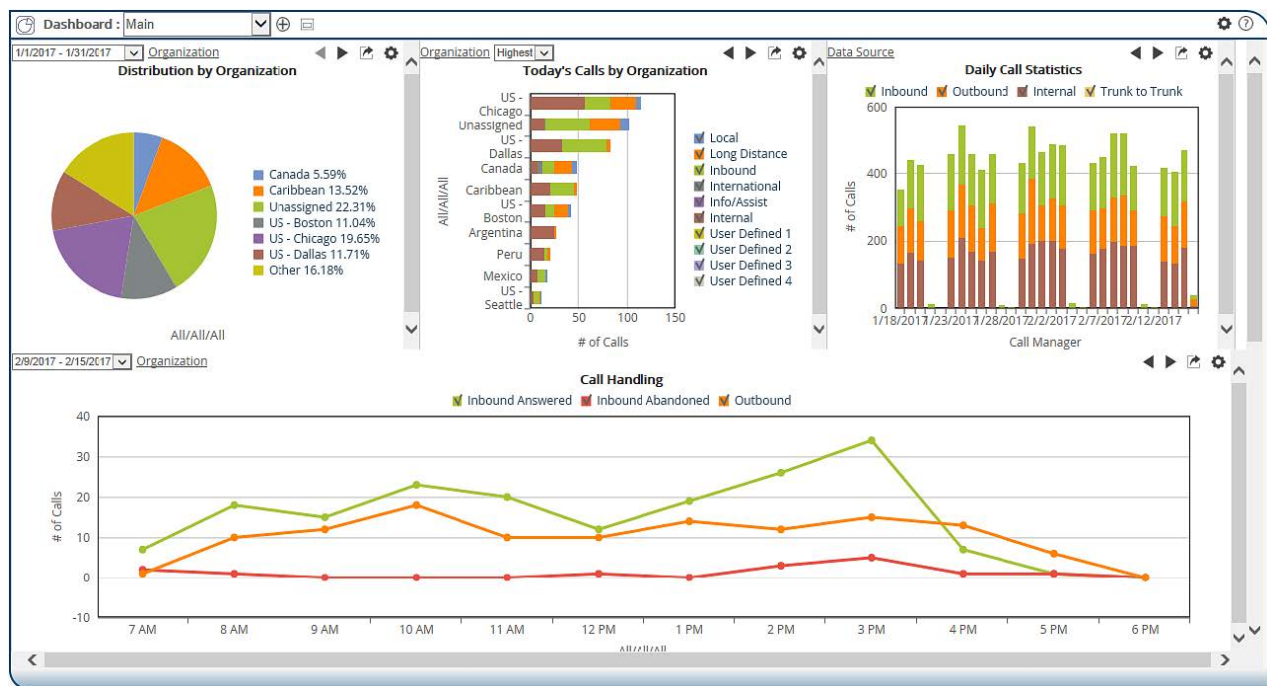 Dashboard : Main
1/1/2017 - 1/31/2017 Organization
Distribution by Organization
Canada 5.59%
Caribbean 13.52%
Unassigned 22.31%
US - Boston 11.04%
US - Chicago 19.65%
US - Dallas 11.71%
Other 16.18%
All/All/All
Organization Highest
Today's Calls by Organization
All/All/All
US -
Chicago
Unassigned
US -
Dallas
Canada
Caribbean
US -
Boston
Argentina
Peru
Mexico
US -
Seattle
0 50 100 150
# of Calls
Local
Long Distance
Inbound
International
Info/Assist
Internal
User Defined 1
User Defined 2
User Defined 3
User Defined 4
Data Source
Daily Call Statistics
Inbound Outbound Internal Trunk to Trunk
# of Calls
600
400
200
0
1/18/2017 1/23/2017 1/28/2017 2/2/2017 2/7/2017 2/12/2017
Call Manager
2/9/2017 - 2/15/2017 Organization
Call Handling
Inbound Answered Inbound Abandoned Outbound
# of Calls
40
30
20
10
0
-10
7 AM 8 AM 9 AM 10 AM 11 AM 12 PM 1 PM 2 PM 3 PM 4 PM 5 PM 6 PM
All/All/All